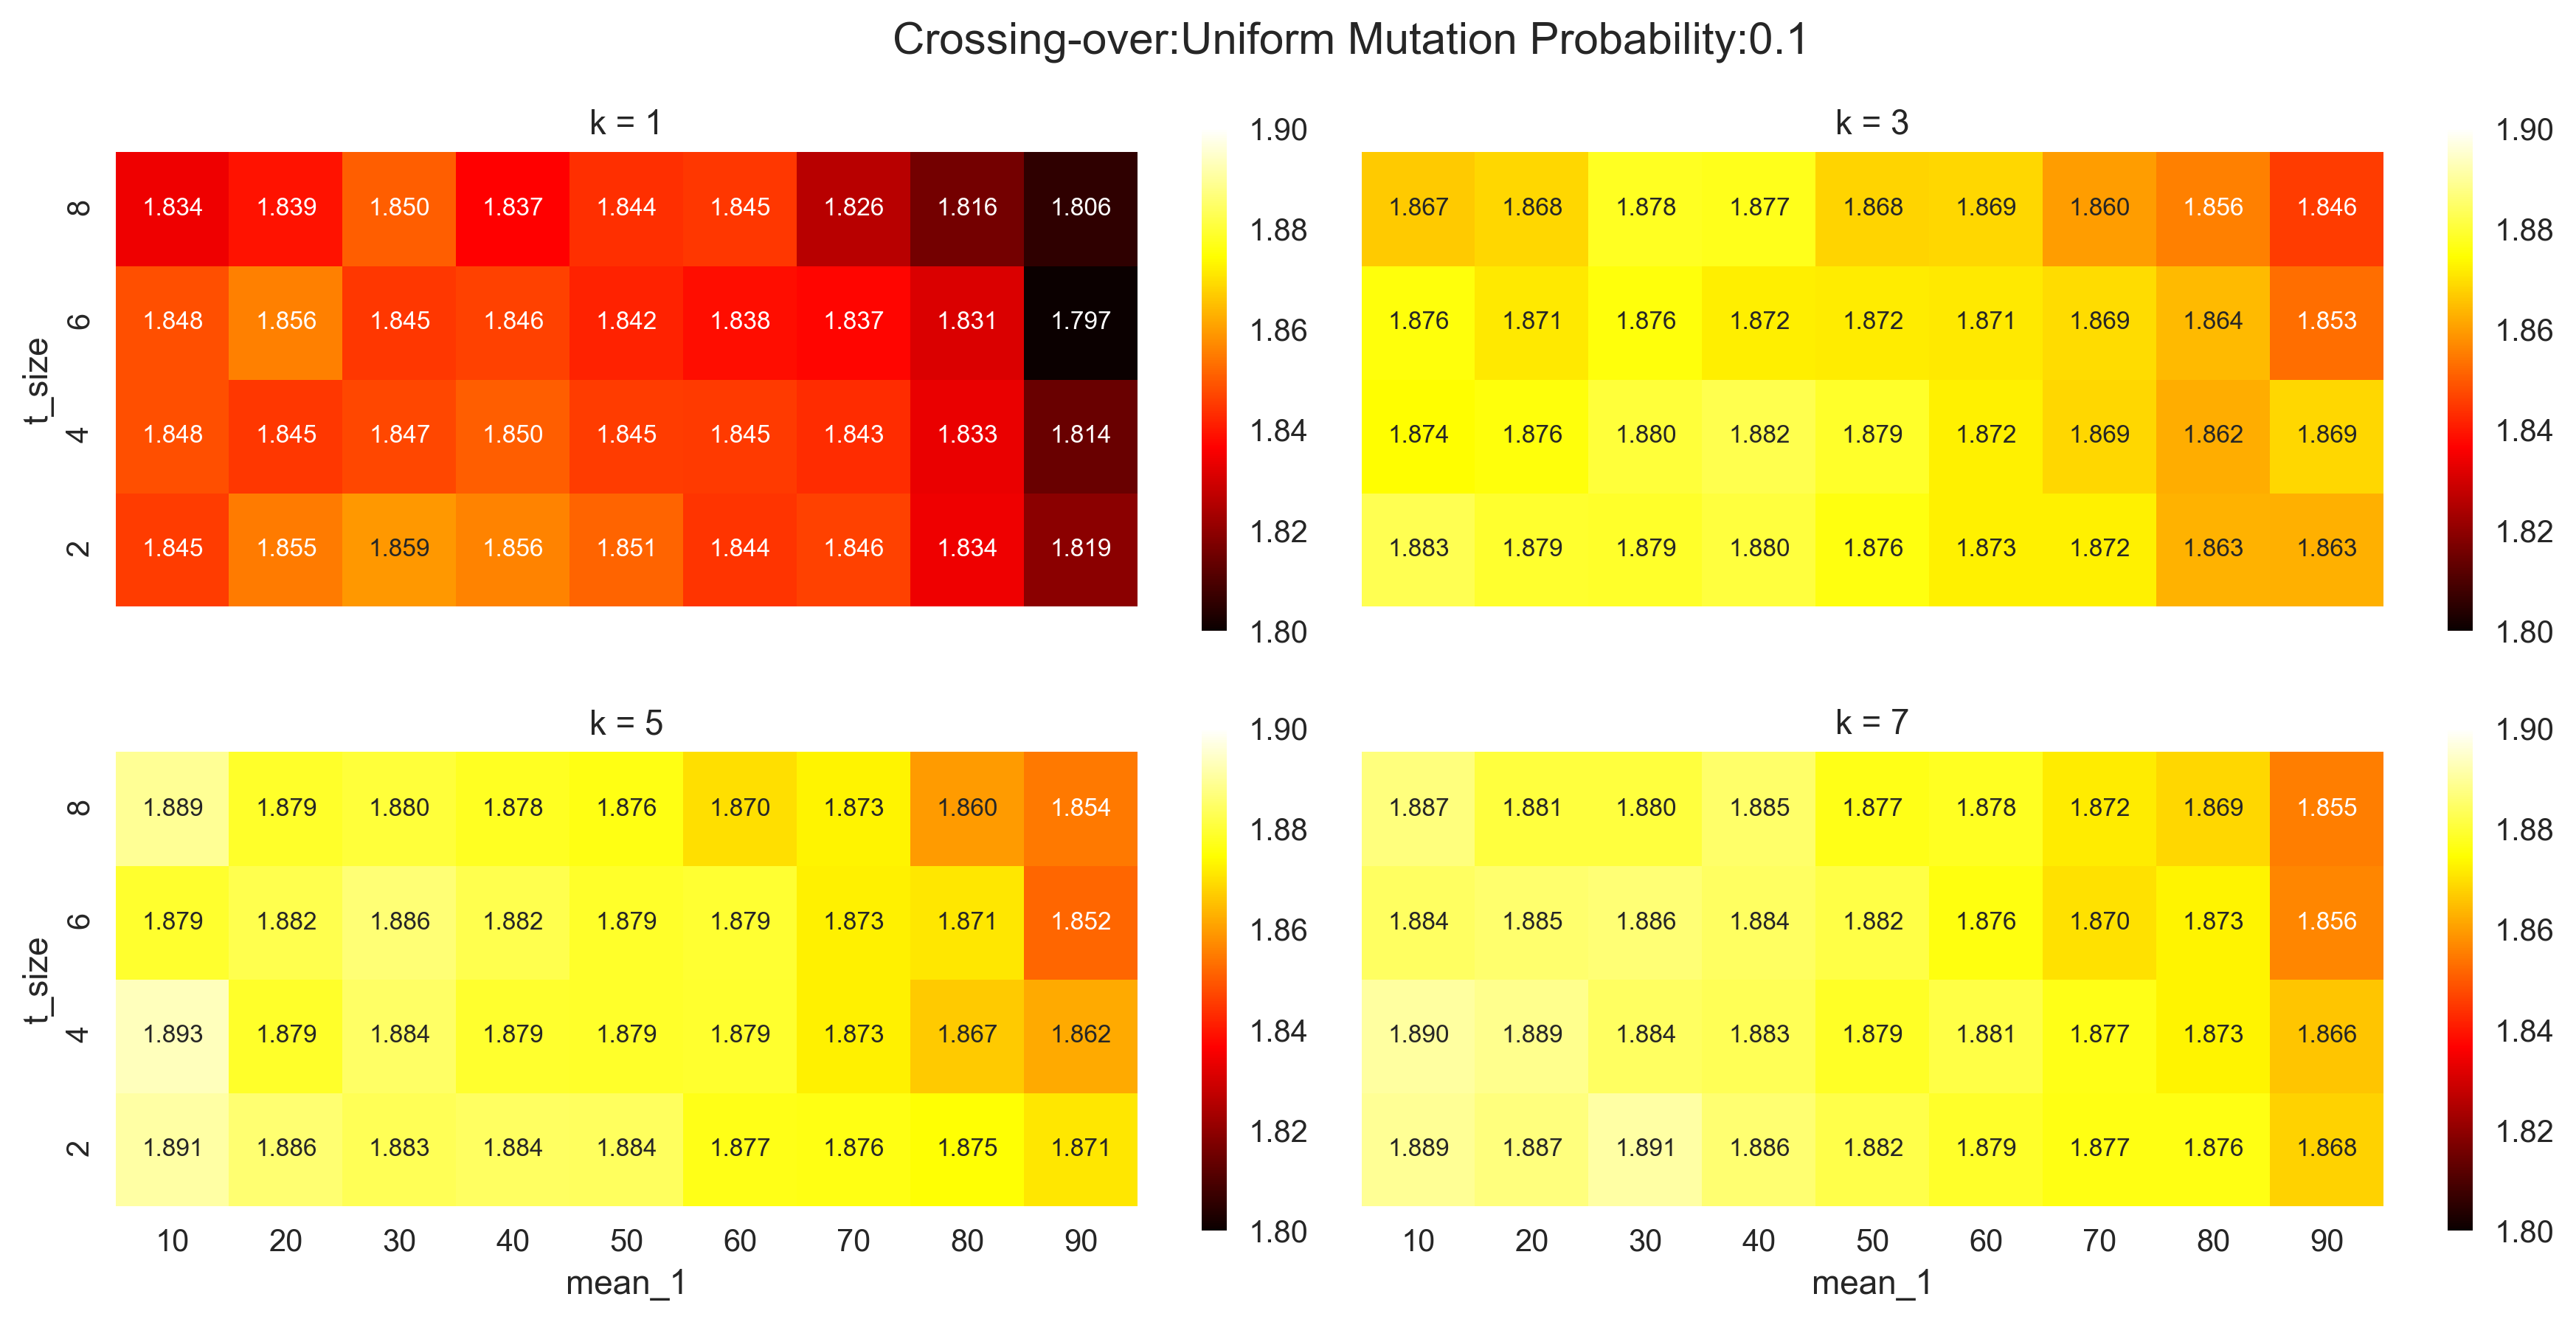 Crossing-over:Uniform Mutation Probability:0.1
k = 1
t_size
8 1.834 1.839 1.850 1.837 1.844 1.845 1.826 1.816 1.806
6 1.848 1.856 1.845 1.846 1.842 1.838 1.837 1.831 1.797
4 1.848 1.845 1.847 1.850 1.845 1.845 1.843 1.833 1.814
2 1.845 1.855 1.859 1.856 1.851 1.844 1.846 1.834 1.819
1.90
1.88
1.86
1.84
1.82
1.80
k = 3
1.867 1.868 1.878 1.877 1.868 1.869 1.860 1.856 1.846
1.876 1.871 1.876 1.872 1.872 1.871 1.869 1.864 1.853
1.874 1.876 1.880 1.882 1.879 1.872 1.869 1.862 1.869
1.883 1.879 1.879 1.880 1.876 1.873 1.872 1.863 1.863
1.90
1.88
1.86
1.84
1.82
1.80
k = 5
t_size
8 1.889 1.879 1.880 1.878 1.876 1.870 1.873 1.860 1.854
6 1.879 1.882 1.886 1.882 1.879 1.879 1.873 1.871 1.852
4 1.893 1.879 1.884 1.879 1.879 1.879 1.873 1.867 1.862
2 1.891 1.886 1.883 1.884 1.884 1.877 1.876 1.875 1.871
10 20 30 40 50 60 70 80 90
mean_1
1.90
1.88
1.86
1.84
1.82
1.80
k = 7
1.887 1.881 1.880 1.885 1.877 1.878 1.872 1.869 1.855
1.884 1.885 1.886 1.884 1.882 1.876 1.870 1.873 1.856
1.890 1.889 1.884 1.883 1.879 1.881 1.877 1.873 1.866
1.889 1.887 1.891 1.886 1.882 1.879 1.877 1.876 1.868
10 20 30 40 50 60 70 80 90
mean_1
1.90
1.88
1.86
1.84
1.82
1.80